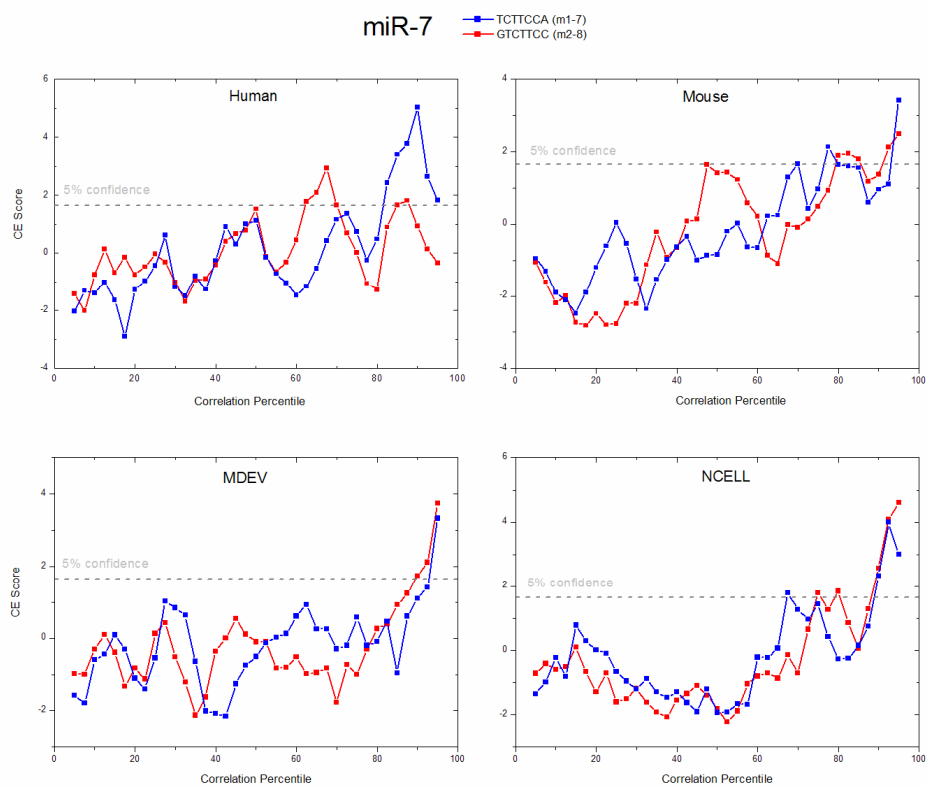 miR-7
TCTTCCA (m1-7)
GTCTTCC (m2-8)
Human
5% confidence
CE Score
6
4
2
0
-2
-4
0 20 40 60 80 100
Correlation Percentile
Mouse
5% confidence
4
2
0
-2
-4
0 20 40 60 80 100
Correlation Percentile
MDEV
5% confidence
CE Score
4
2
0
-2
0 20 40 60 80 100
Correlation Percentile
NCELL
5% confidence
6
4
2
0
-2
0 20 40 60 80 100
Correlation Percentile